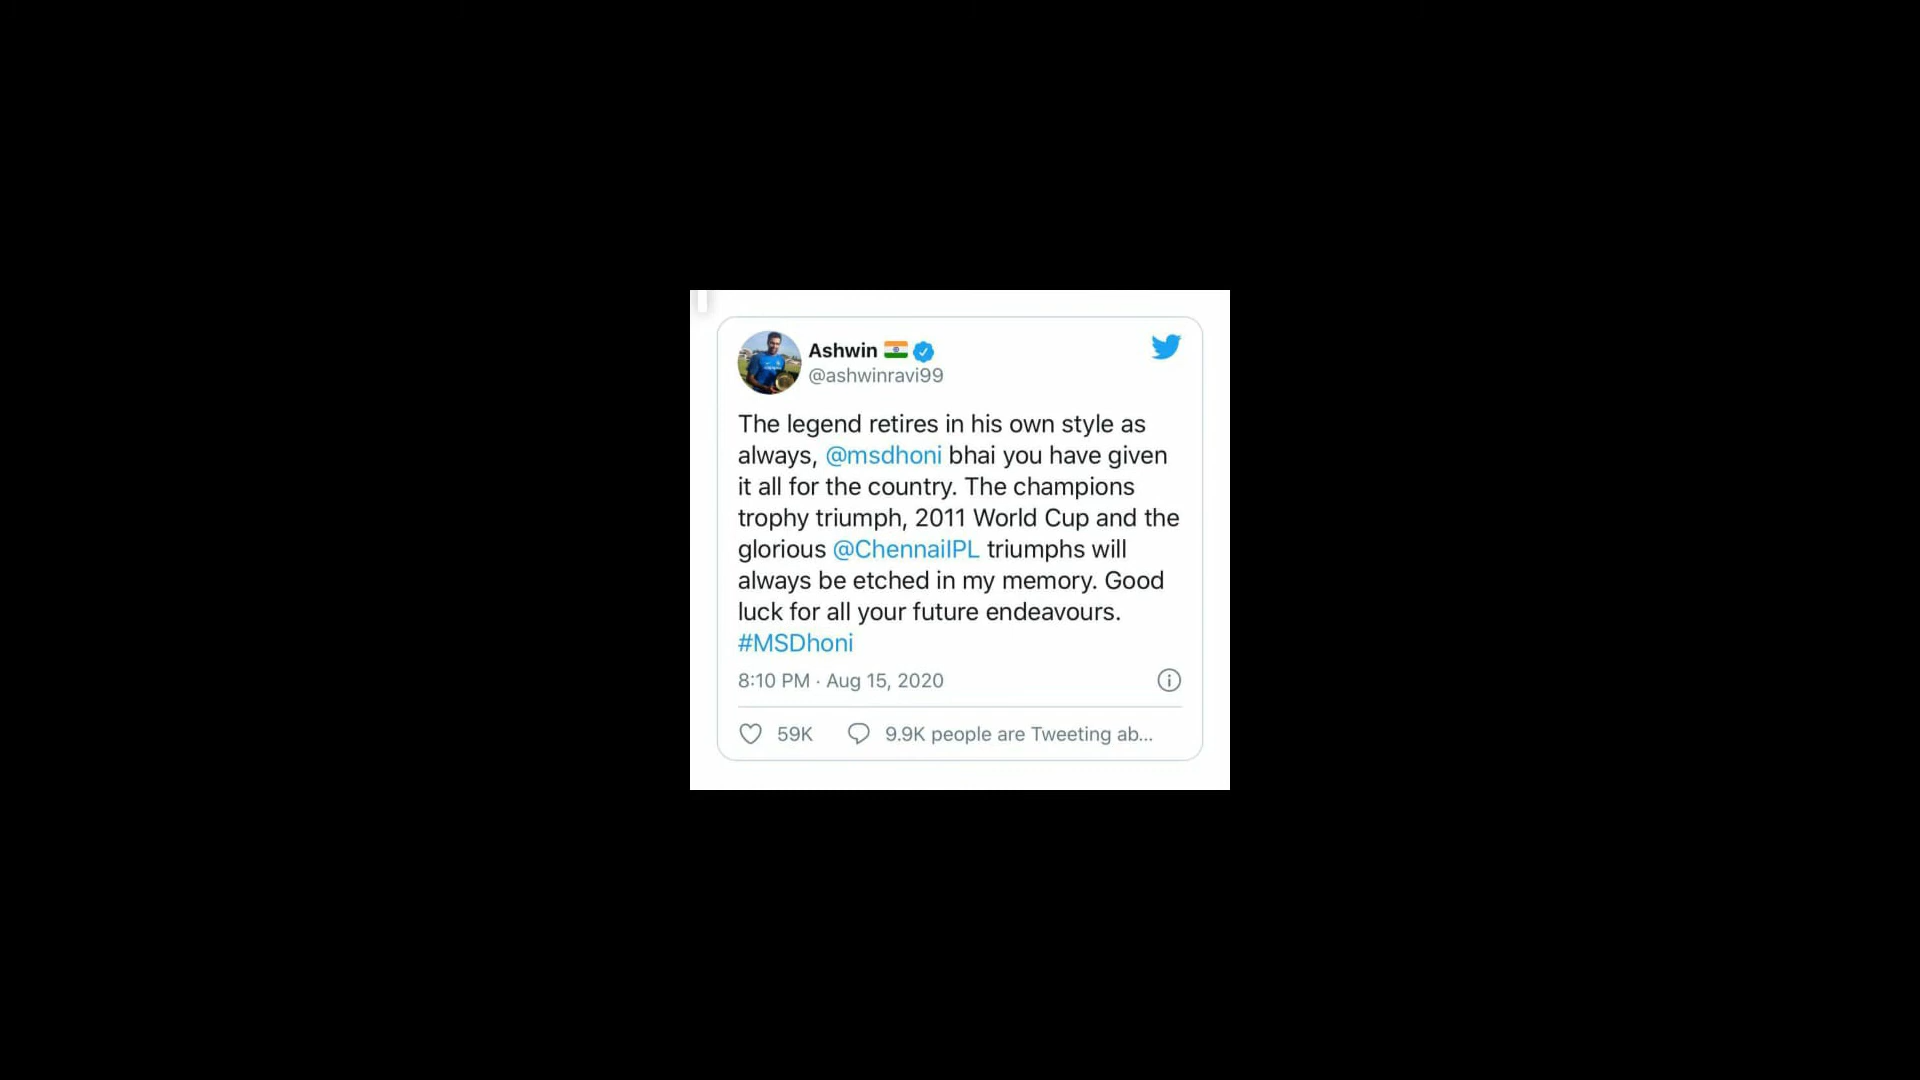 Ashwin 🇮🇳
@ashwinravi99
The legend retires in his own style as
always, @msdhoni bhai you have given
it all for the country. The champions
trophy triumph, 2011 World Cup and the
glorious @ChennaiIPL triumphs will
always be etched in my memory. Good
luck for all your future endeavours.
#MSDhoni
8:10 PM · Aug 15, 2020
59K 9.9K people are Tweeting ab...